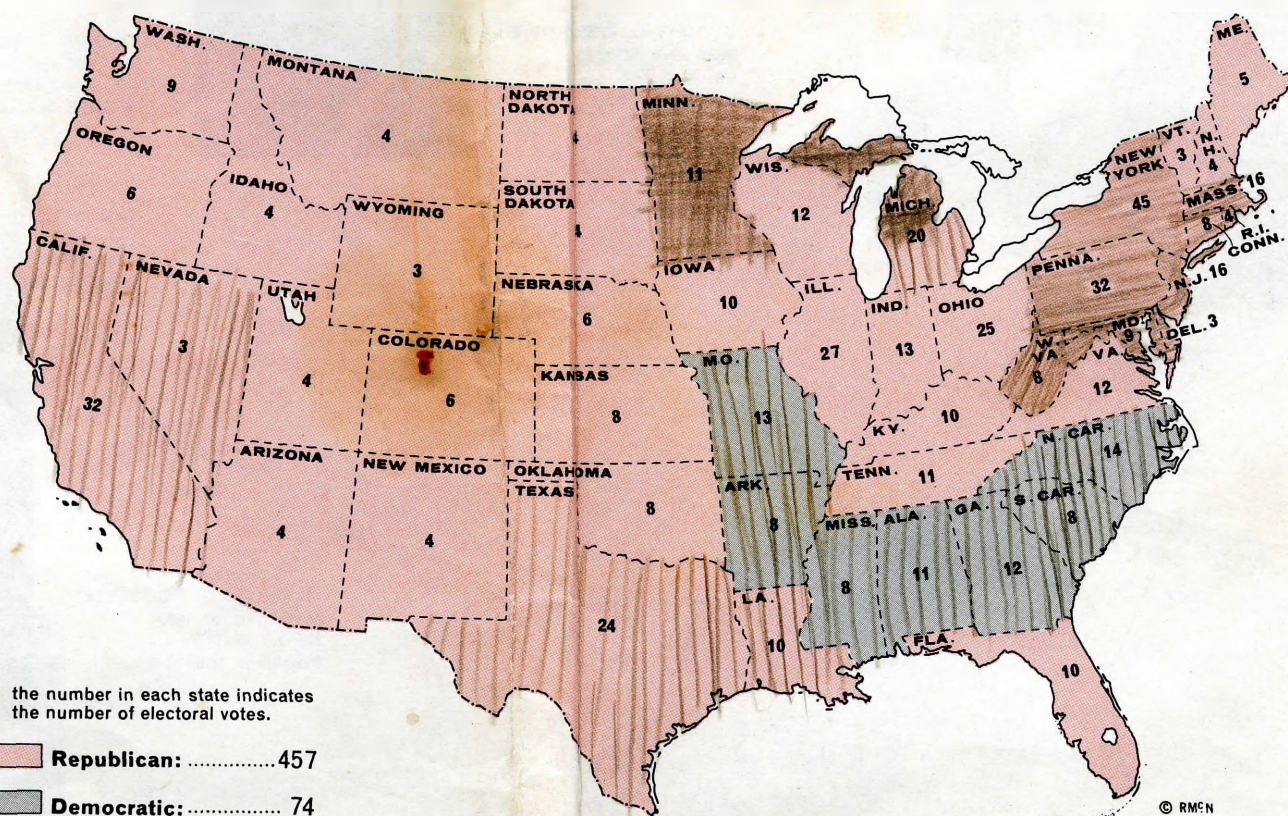 WASH.
9
MONTANA
4
NORTH
DAKOTA
4
MINN.
11
ME.
5
OREGON
6
IDAHO
4
WYOMING
3
SOUTH
DAKOTA
4
WIS.
12
MICH.
20
NEW
YORK
45
VT.
3
N.
H.
4
MASS.
16
8
4
R.I.
CONN.
CALIF.
32
NEVADA
3
UTAH
4
COLORADO
6
NEBRASKA
6
IOWA
10
ILL.
27
IND.
13
OHIO
25
PENNA.
32
N.J. 16
MD.
9
DEL. 3
W.
VA.
8
VA.
12
KANSAS
8
MO.
13
KY.
10
ARIZONA
4
NEW MEXICO
4
OKLAHOMA
8
TEXAS
24
ARK.
8
TENN.
11
N. CAR.
14
S. CAR.
8
MISS.
8
ALA.
11
GA.
12
LA.
10
FLA.
10
the number in each state indicates
the number of electoral votes.
Republican: ............... 457
Democratic: ............... 74
© RMcN